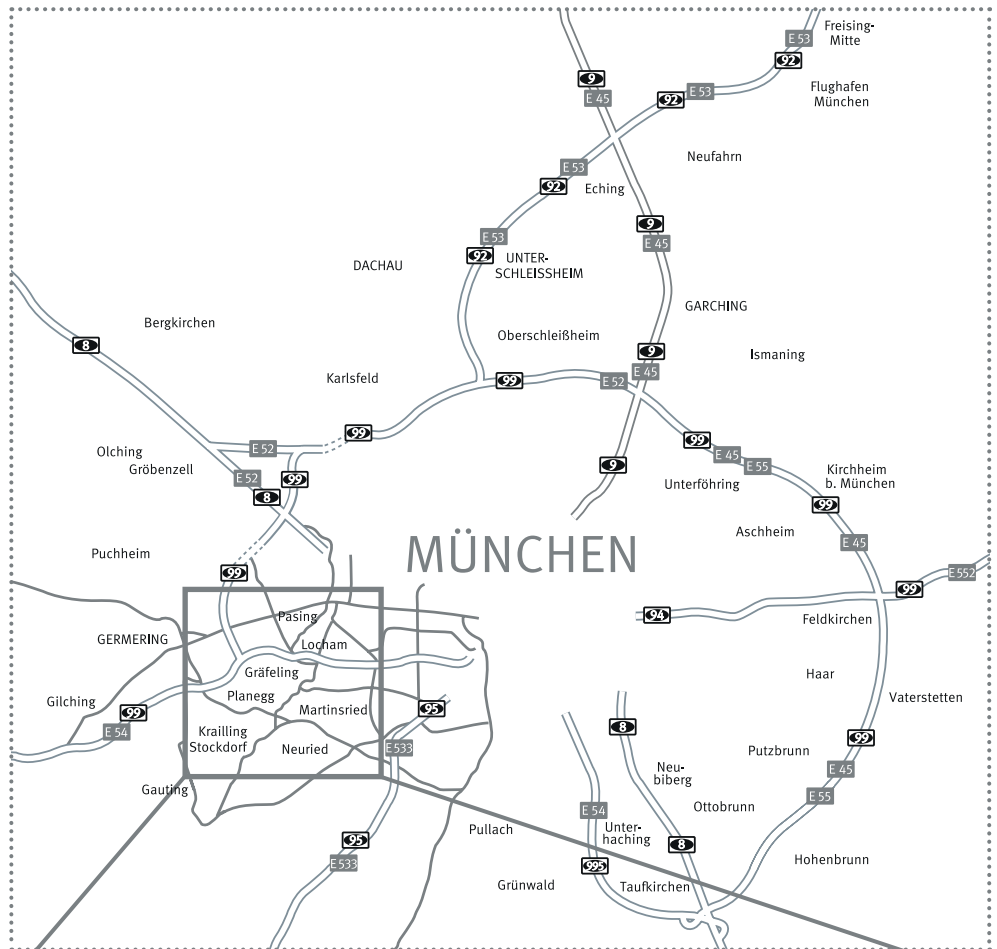 Freising-
Mitte
E 53
92
9
E 45
Flughafen
München
92
E 53
Neufahrn
E 53
92
Eching
9
E 45
E 53
92
UNTER-
SCHLEISSHEIM
DACHAU
GARCHING
Bergkirchen
8
Oberschleißheim
9
E 45
Ismaning
Karlsfeld
99
E 52
99
99
E 45
E 55
E 52
Olching
Gröbenzell
E 52
8
99
9
Unterföhring
Kirchheim
b. München
99
Aschheim
E 45
MÜNCHEN
Puchheim
99
99
E 552
94
Feldkirchen
Pasing
Locham
GERMERING
Gräfeling
Planegg
Martinsried
Haar
Vaterstetten
Gilching
99
E 54
95
Krailling
Stockdorf
Neuried
E 533
8
99
Putzbrunn
E 45
E 55
Neu-
biberg
Ottobrunn
Gauting
E 54
Unter-
haching
Pullach
95
E 533
8
995
Hohenbrunn
Grünwald
Taufkirchen